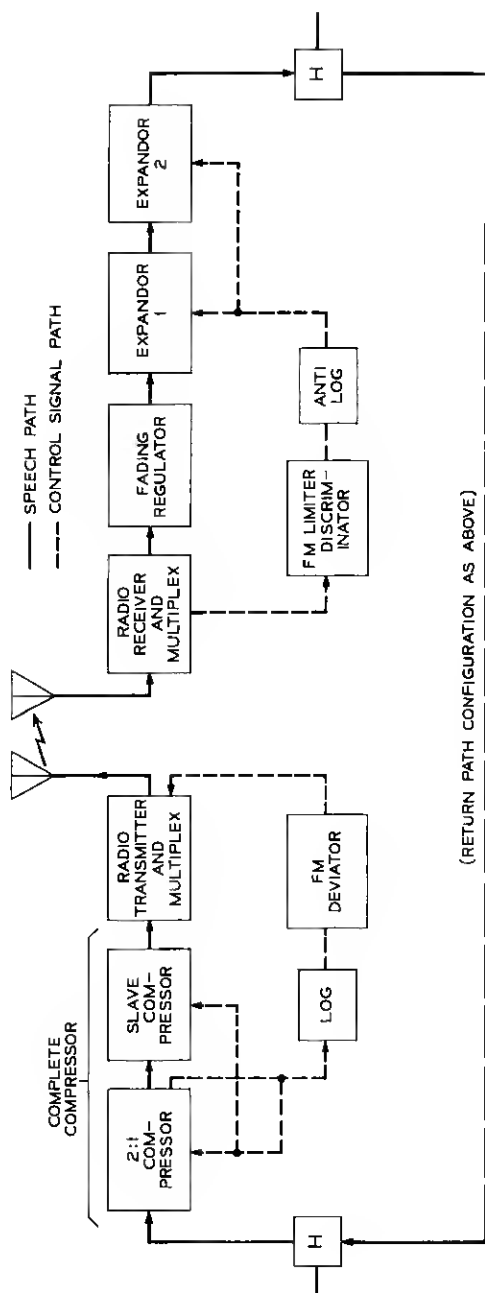 SPEECH PATH
CONTROL SIGNAL PATH
COMPLETE
COMPRESSOR
2:1
COM-
PRESSOR
SLAVE
COM-
PRESSOR
RADIO
TRANSMITTER
AND
MULTIPLEX
RADIO
RECEIVER
AND
MULTIPLEX
FADING
REGULATOR
EXPANDOR
1
EXPANDOR
2
LOG
FM
DEVIATOR
FM LIMITER
DISCRIM-
INATOR
ANTI
LOG
H
H
(RETURN PATH CONFIGURATION AS ABOVE)